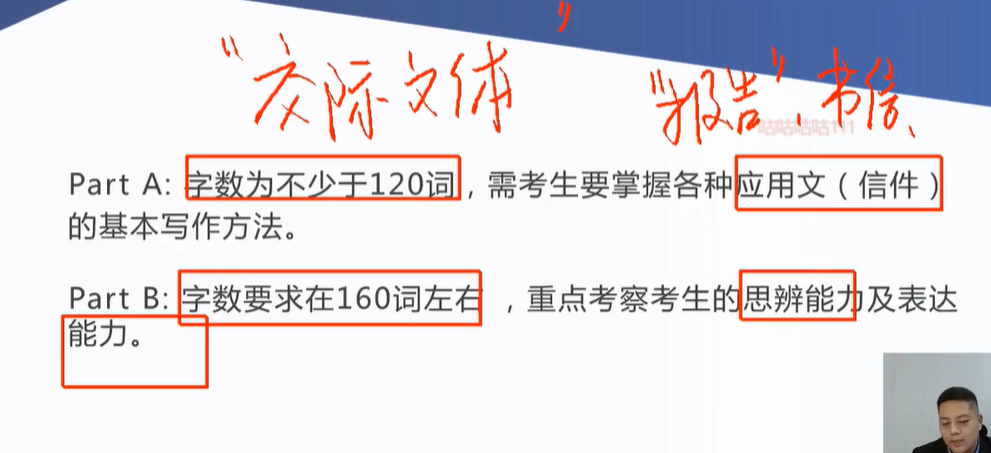 “交际文体”
“报告”、书信、
咕咕咕咕111
Part A: 字数为不少于120词，需考生要掌握各种应用文（信件）
的基本写作方法。
Part B: 字数要求在160词左右 ，重点考察考生的思辨能力及表达
能力。